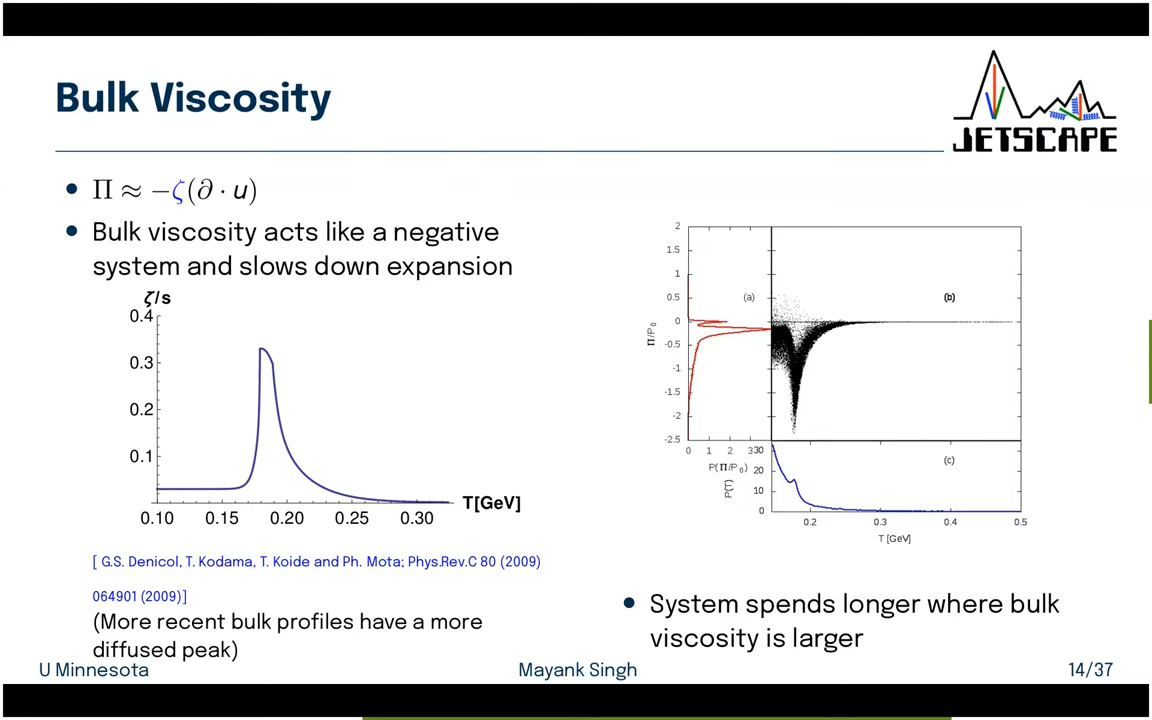 Bulk Viscosity
JETSCAPE
• Π ≈ −ζ(∂ · u)
• Bulk viscosity acts like a negative
system and slows down expansion
ζ/s
0.4
0.3
0.2
0.1
0.10 0.15 0.20 0.25 0.30
T[GeV]
[ G.S. Denicol, T. Kodama, T. Koide and Ph. Mota; Phys.Rev.C 80 (2009)
064901 (2009)]
(More recent bulk profiles have a more
diffused peak)
2
1.5
1
0.5
0
-0.5
-1
-1.5
-2
-2.5
Π/P₀
(a)
(b)
0 1 2 3
P(Π/P₀)
30
20
10
0
P(T)
(c)
0.2 0.3 0.4 0.5
T [GeV]
• System spends longer where bulk
viscosity is larger
U Minnesota
Mayank Singh
14/37